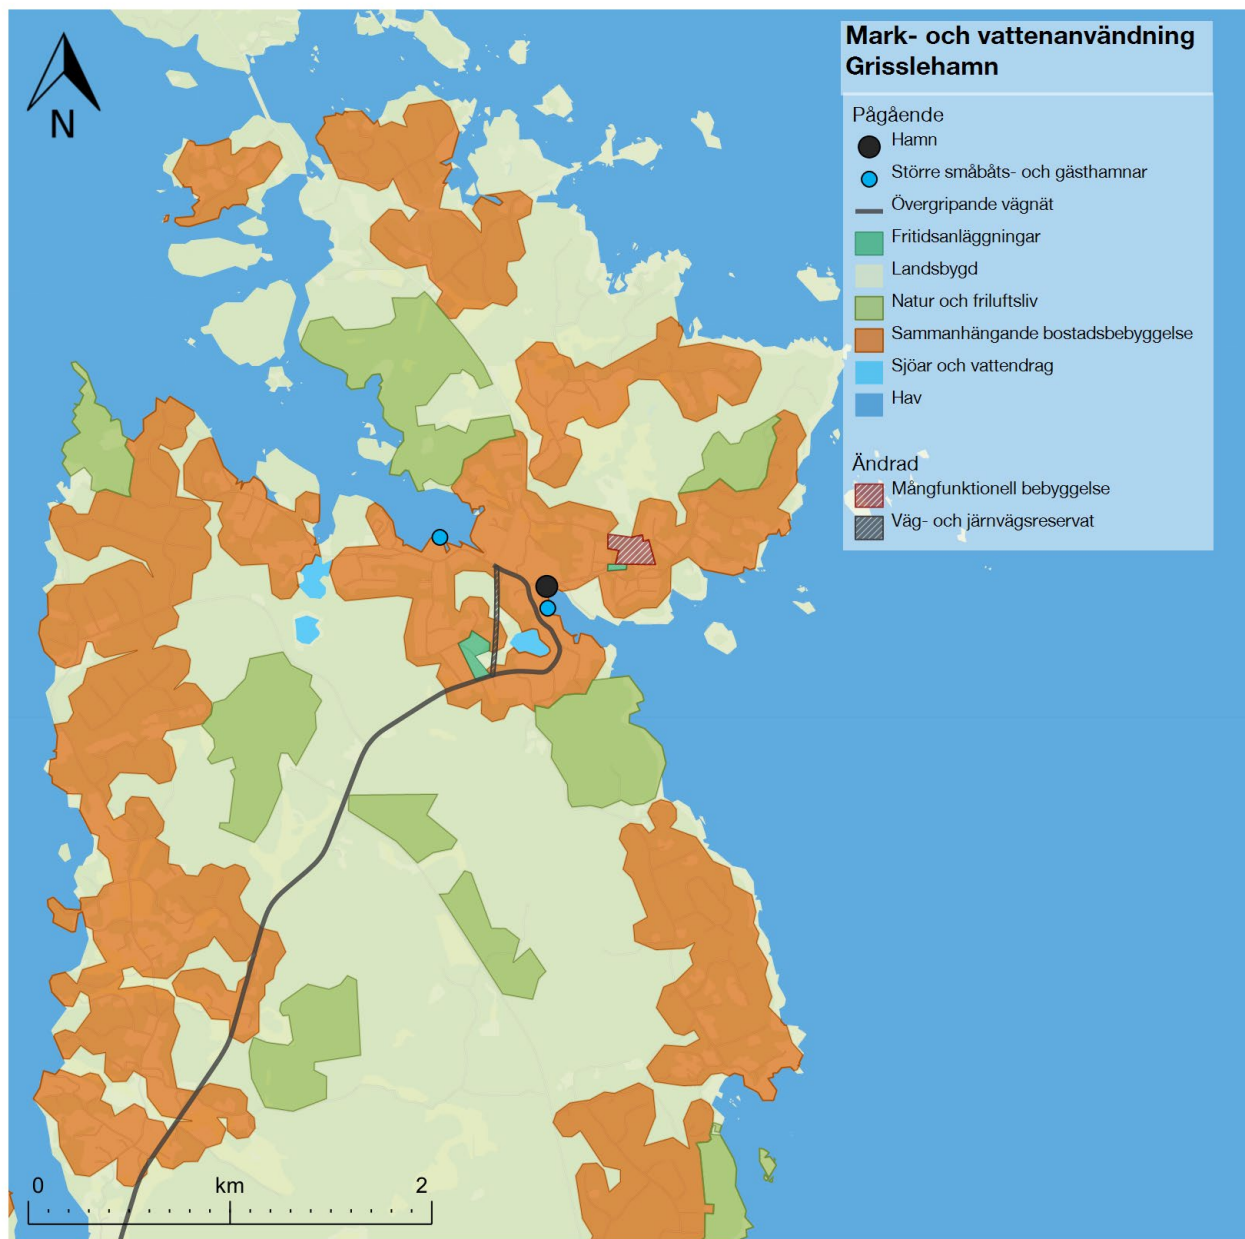 N
Mark- och vattenanvändning
Grisslehamn
Pågående
Hamn
Större småbåts- och gästhamnar
Övergripande vägnät
Fritidsanläggningar
Landsbygd
Natur och friluftsliv
Sammanhängande bostadsbebyggelse
Sjöar och vattendrag
Hav
Ändrad
Mångfunktionell bebyggelse
Väg- och järnvägsreservat
0 km 2